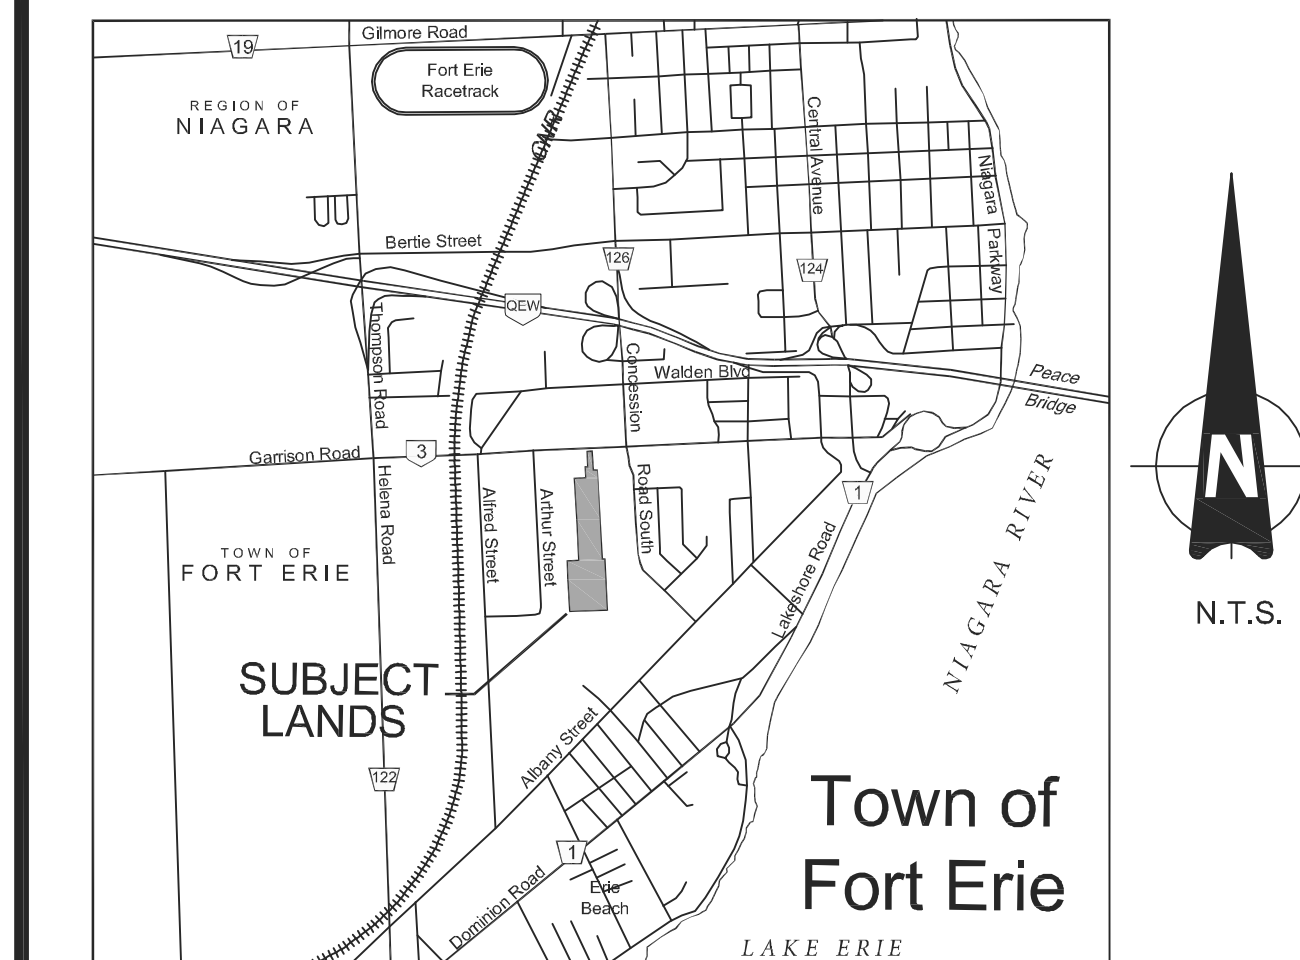 Gilmore Road
19
Fort Erie
Racetrack
REGION OF
NIAGARA
CNR
Central Avenue
Niagara
Parkway
Bertie Street
126
124
QEW
Thompson Road
Concession
Walden Blvd
Peace
Bridge
Garrison Road
3
Helena Road
Alfred Street
Arthur Street
Road South
1
Lakeshore Road
NIAGARA RIVER
N
N.T.S.
TOWN OF
FORT ERIE
SUBJECT
LANDS
Albany Street
122
Town of
Fort Erie
1
Dominion Road
Erie
Beach
LAKE ERIE